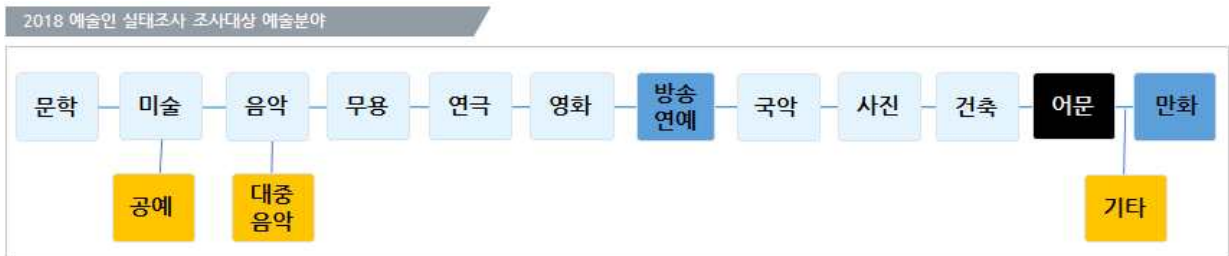 2018 예술인 실태조사 조사대상 예술분야
문학 미술 음악 무용 연극 영화 방송 연예 국악 사진 건축 어문 만화
공예 대중 음악 기타